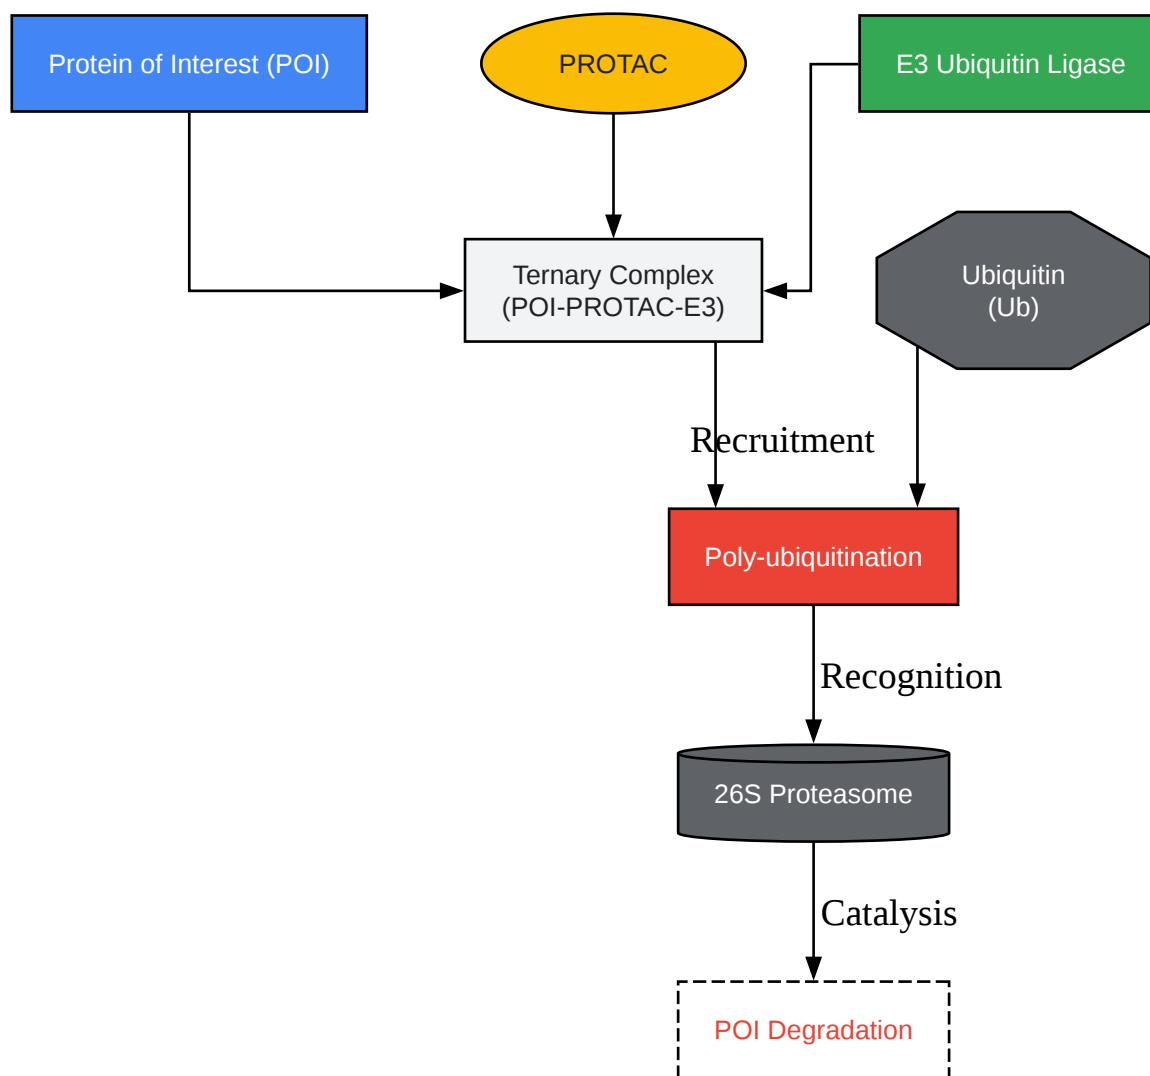 Protein of Interest (POI)
PROTAC
E3 Ubiquitin Ligase
Ternary Complex
(POI-PROTAC-E3)
Ubiquitin
(Ub)
Recruitment
Poly-ubiquitination
Recognition
26S Proteasome
Catalysis
POI Degradation